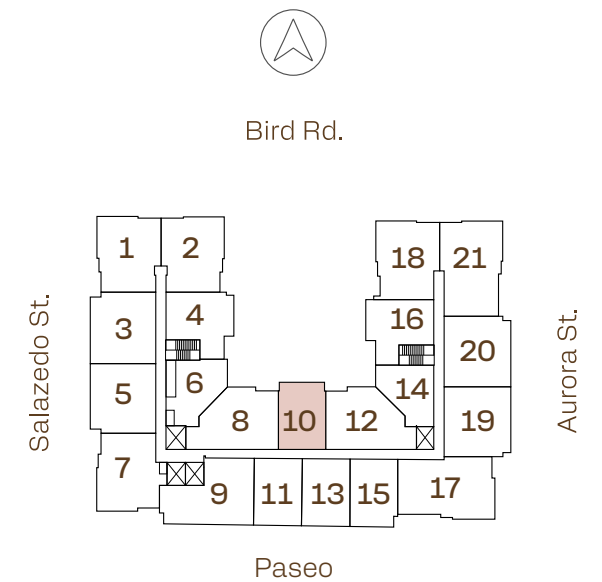 Bird Rd.
1 2 18 21
3 4 16 20
Salazedo St.
Aurora St.
5 6 14 19
8 10 12
7 9 11 13 15 17
Paseo